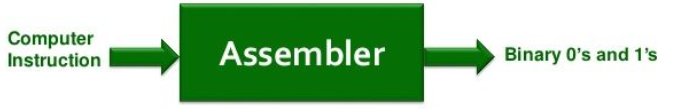 Computer
Instruction
Assembler
Binary 0's and 1's